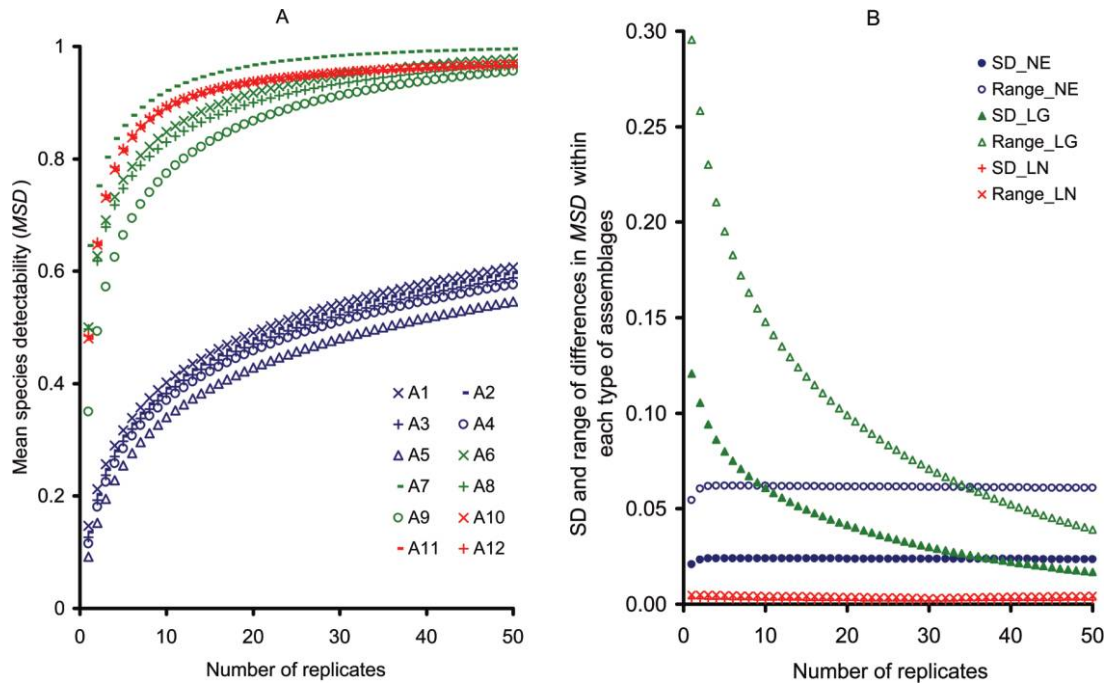 A
Mean species detectability (MSD)
1
0.8
0.6
0.4
0.2
0
0
10
20
30
40
50
Number of replicates
A1
A2
A3
A4
A5
A6
A7
A8
A9
A10
A11
A12
B
SD and range of differences in MSD within
each type of assemblages
0.30
0.25
0.20
0.15
0.10
0.05
0.00
0
10
20
30
40
50
Number of replicates
SD_NE
Range_NE
SD_LG
Range_LG
SD_LN
Range_LN